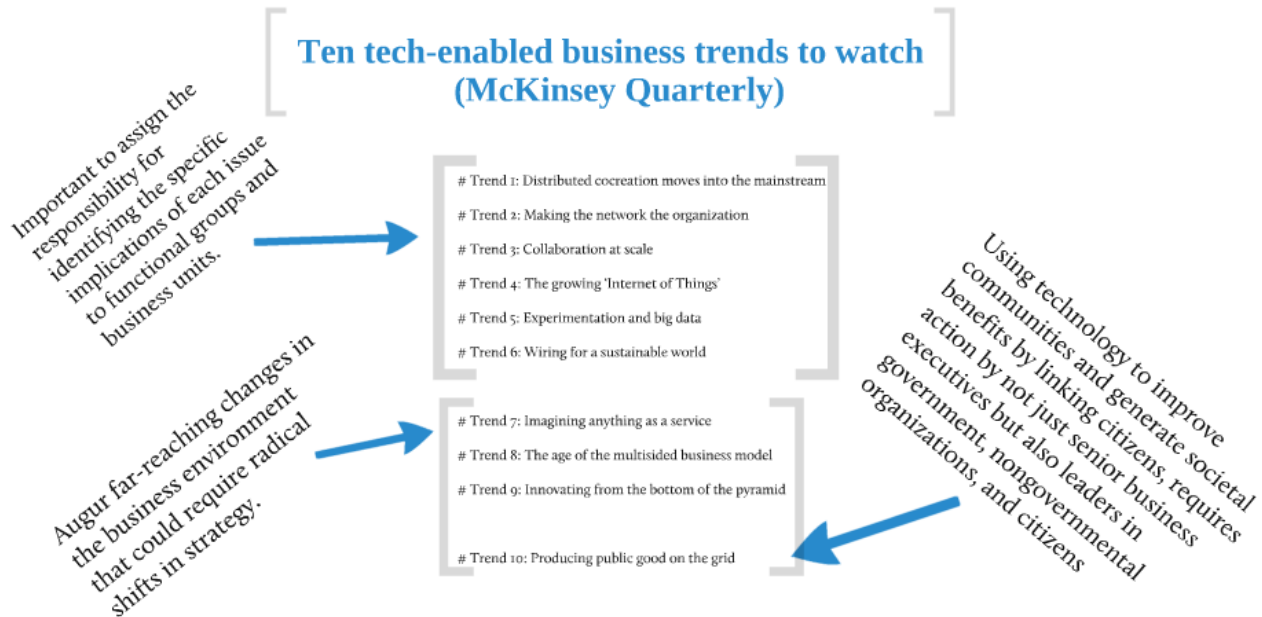 Ten tech-enabled business trends to watch
(McKinsey Quarterly)
Important to assign the
responsibility for
identifying the specific
implications of each issue
to functional groups and
business units.
# Trend 1: Distributed cocreation moves into the mainstream
# Trend 2: Making the network the organization
# Trend 3: Collaboration at scale
# Trend 4: The growing 'Internet of Things'
# Trend 5: Experimentation and big data
# Trend 6: Wiring for a sustainable world
Augur far-reaching changes in
the business environment
that could require radical
shifts in strategy.
# Trend 7: Imagining anything as a service
# Trend 8: The age of the multisided business model
# Trend 9: Innovating from the bottom of the pyramid
# Trend 10: Producing public good on the grid
Using technology to improve
communities and generate societal
benefits by linking citizens, requires
action by not just senior business
executives but also leaders in
government, nongovernmental
organizations, and citizens